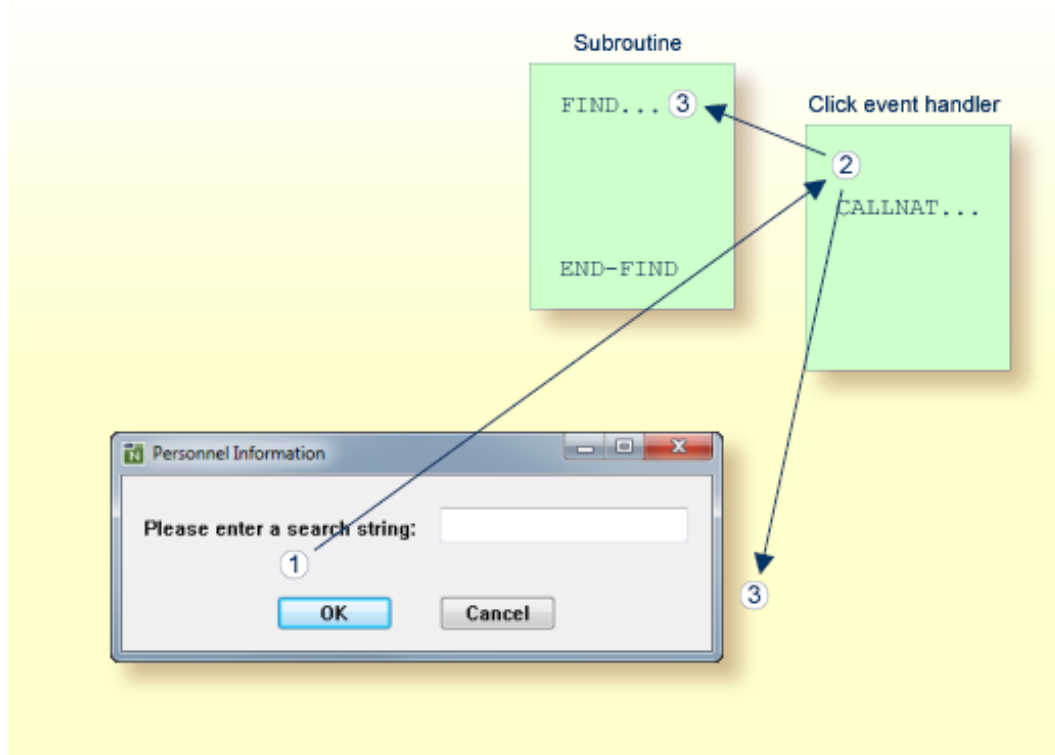 Subroutine
FIND... 3
Click event handler
2
CALLNAT...
END-FIND
Personnel Information
Please enter a search string:
1
OK
Cancel
3